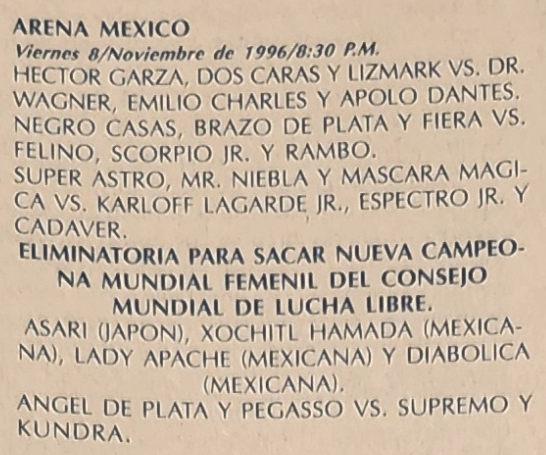 ARENA MEXICO
Viernes 8/Noviembre de 1996/8:30 P.M.
HECTOR GARZA, DOS CARAS Y LIZMARK VS. DR.
WAGNER, EMILIO CHARLES Y APOLO DANTES.
NEGRO CASAS, BRAZO DE PLATA Y FIERA VS.
FELINO, SCORPIO JR. Y RAMBO.
SUPER ASTRO, MR. NIEBLA Y MASCARA MAGI-
CA VS. KARLOFF LAGARDE JR., ESPECTRO JR. Y
CADAVER.
ELIMINATORIA PARA SACAR NUEVA CAMPEO-
NA MUNDIAL FEMENIL DEL CONSEJO
MUNDIAL DE LUCHA LIBRE.
ASARI (JAPON), XOCHITL HAMADA (MEXICA-
NA), LADY APACHE (MEXICANA) Y DIABOLICA
(MEXICANA).
ANGEL DE PLATA Y PEGASSO VS. SUPREMO Y
KUNDRA.